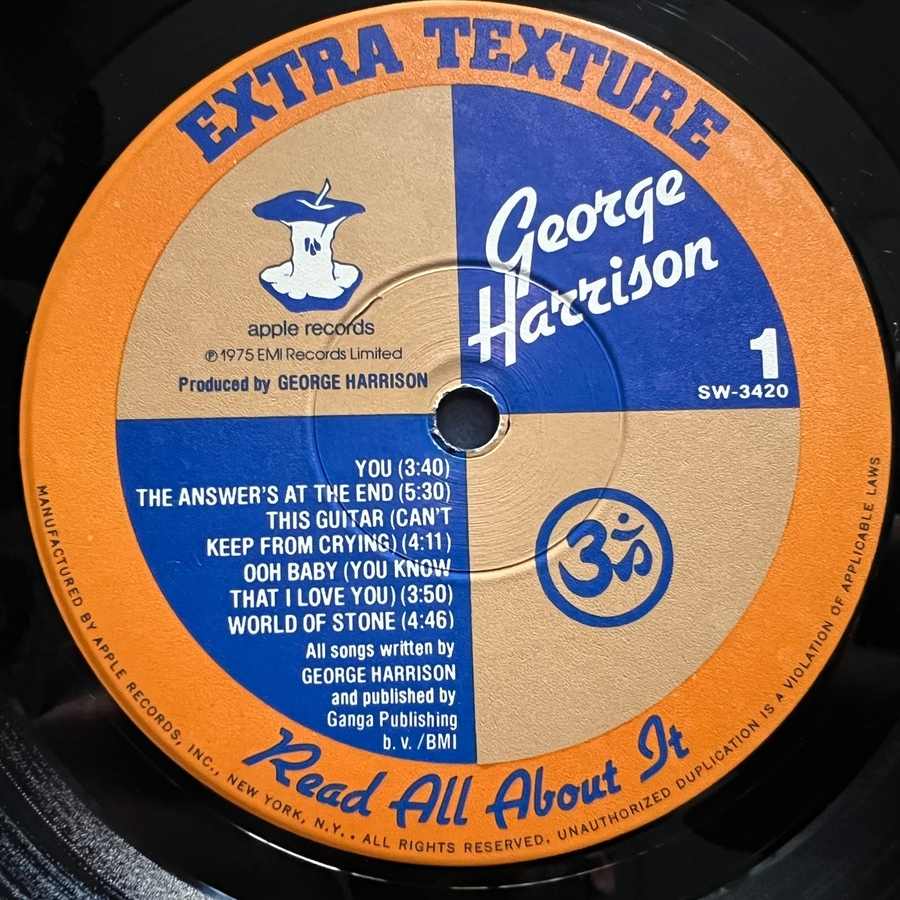 EXTRA TEXTURE
George
Harrison
apple records
℗ 1975 EMI Records Limited
Produced by GEORGE HARRISON
1
SW-3420
YOU (3:40)
THE ANSWER'S AT THE END (5:30)
THIS GUITAR (CAN'T
KEEP FROM CRYING) (4:11)
OOH BABY (YOU KNOW
THAT I LOVE YOU) (3:50)
WORLD OF STONE (4:46)
All songs written by
GEORGE HARRISON
and published by
Ganga Publishing
b. v. /BMI
ॐ
Read All About It
MANUFACTURED BY APPLE RECORDS, INC., NEW YORK, N.Y. • ALL RIGHTS RESERVED, UNAUTHORIZED DUPLICATION IS A VIOLATION OF APPLICABLE LAWS